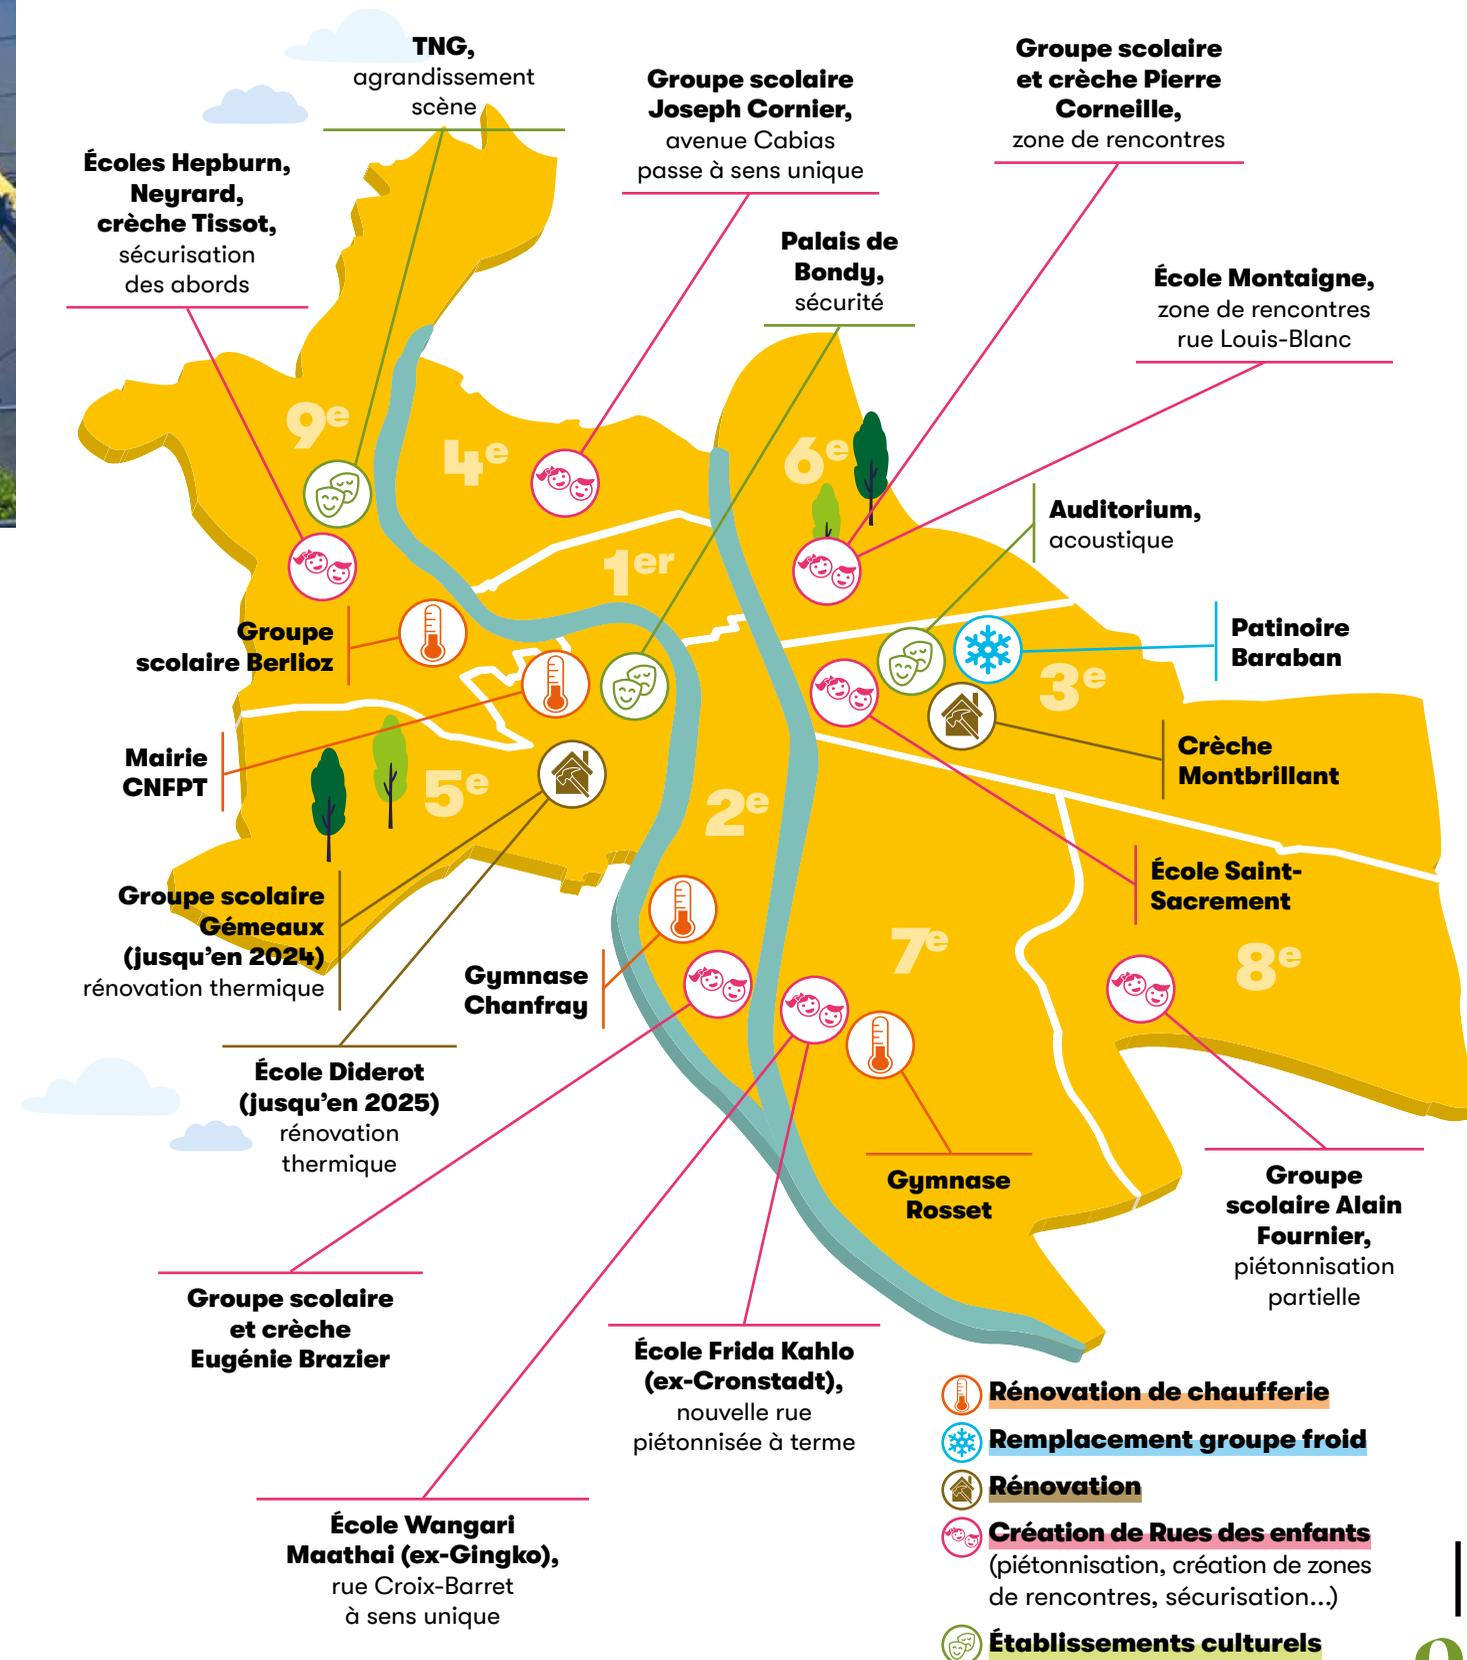 TNG,
agrandissement
scène
Groupe scolaire
Joseph Cornier,
avenue Cabias
passe à sens unique
Groupe scolaire
et crèche Pierre
Corneille,
zone de rencontres
Écoles Hepburn,
Neyrard,
crèche Tissot,
sécurisation
des abords
Palais de
Bondy,
sécurité
École Montaigne,
zone de rencontres
rue Louis-Blanc
9e
4e
6e
1er
Auditorium,
acoustique
Groupe
scolaire Berlioz
Patinoire
Baraban
3e
Mairie
CNFPT
Crèche
Montbrillant
5e
2e
École Saint-
Sacrement
Groupe scolaire
Gémeaux
(jusqu'en 2024)
rénovation thermique
7e
8e
Gymnase
Chanfray
École Diderot
(jusqu'en 2025)
rénovation
thermique
Gymnase
Rosset
Groupe
scolaire Alain
Fournier,
piétonnisation
partielle
Groupe scolaire
et crèche
Eugénie Brazier
École Frida Kahlo
(ex-Cronstadt),
nouvelle rue
piétonnisée à terme
École Wangari
Maathai (ex-Gingko),
rue Croix-Barret
à sens unique
Rénovation de chaufferie
Remplacement groupe froid
Rénovation
Création de Rues des enfants
(piétonnisation, création de zones
de rencontres, sécurisation...)
Établissements culturels